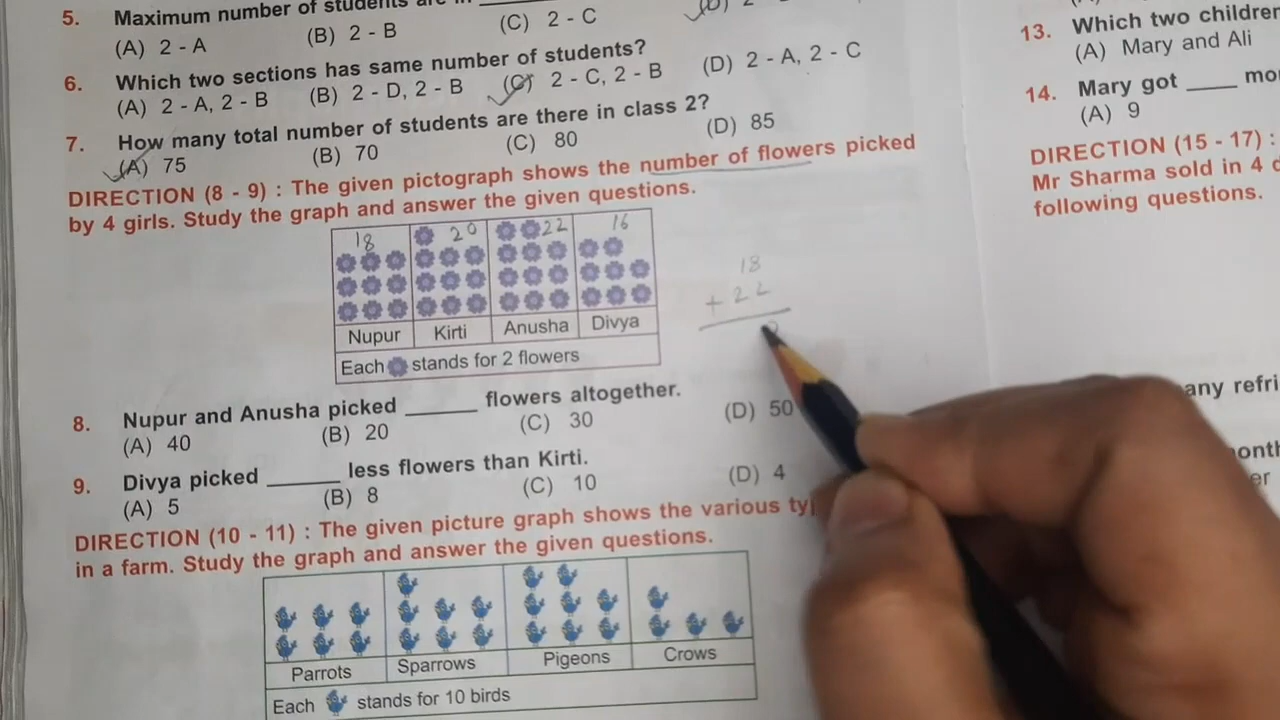 5. Maximum number of students are in
(A) 2 - A (B) 2 - B (C) 2 - C (D) 2
6. Which two sections has same number of students?
(A) 2 - A, 2 - B (B) 2 - D, 2 - B (C) 2 - C, 2 - B (D) 2 - A, 2 - C
7. How many total number of students are there in class 2?
(A) 75 (B) 70 (C) 80 (D) 85
DIRECTION (8 - 9) : The given pictograph shows the number of flowers picked
by 4 girls. Study the graph and answer the given questions.
18 20 22 16
Nupur Kirti Anusha Divya
Each stands for 2 flowers
18
+ 22
8. Nupur and Anusha picked ______ flowers altogether.
(A) 40 (B) 20 (C) 30 (D) 50
9. Divya picked ______ less flowers than Kirti.
(A) 5 (B) 8 (C) 10 (D) 4
DIRECTION (10 - 11) : The given picture graph shows the various
in a farm. Study the graph and answer the given questions.
Parrots Sparrows Pigeons Crows
Each stands for 10 birds
13. Which two children
(A) Mary and Ali
14. Mary got ____
(A) 9
DIRECTION (15 - 17) :
Mr Sharma sold in 4
following questions.